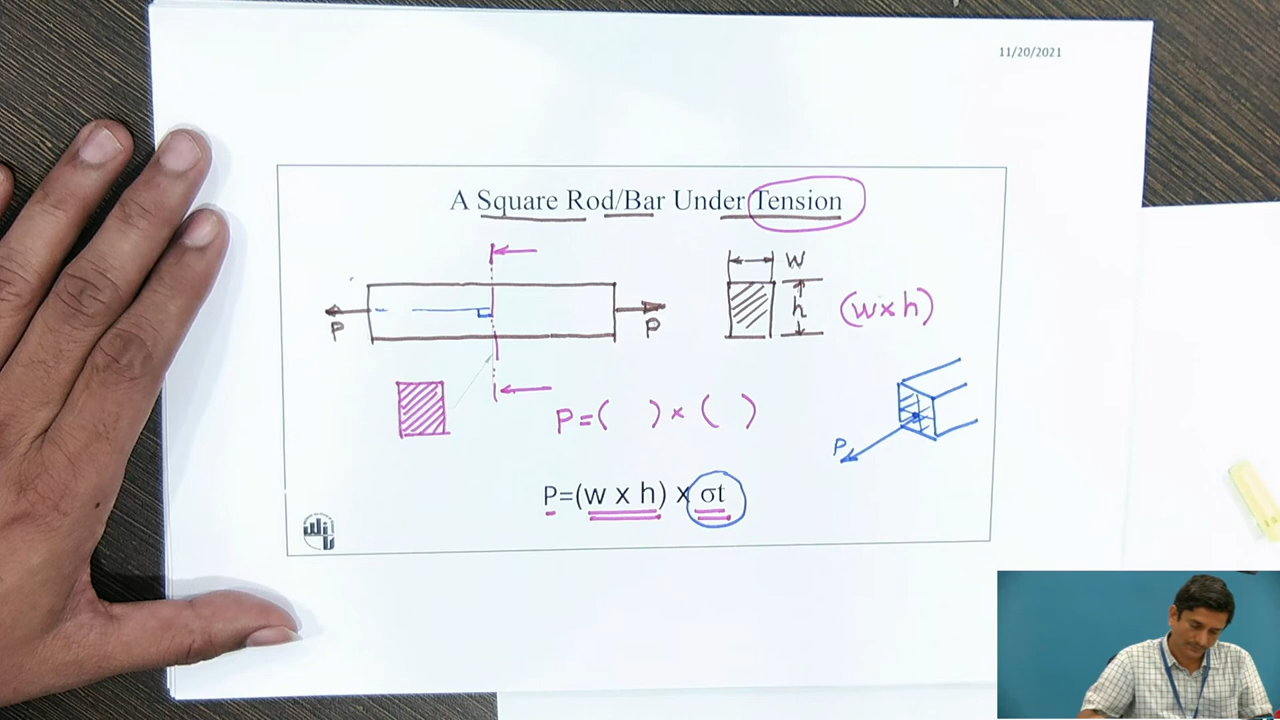 11/20/2021
A Square Rod/Bar Under Tension
W
h
(w×h)
P
P
P=( )×( )
P
P=(w x h) x σt